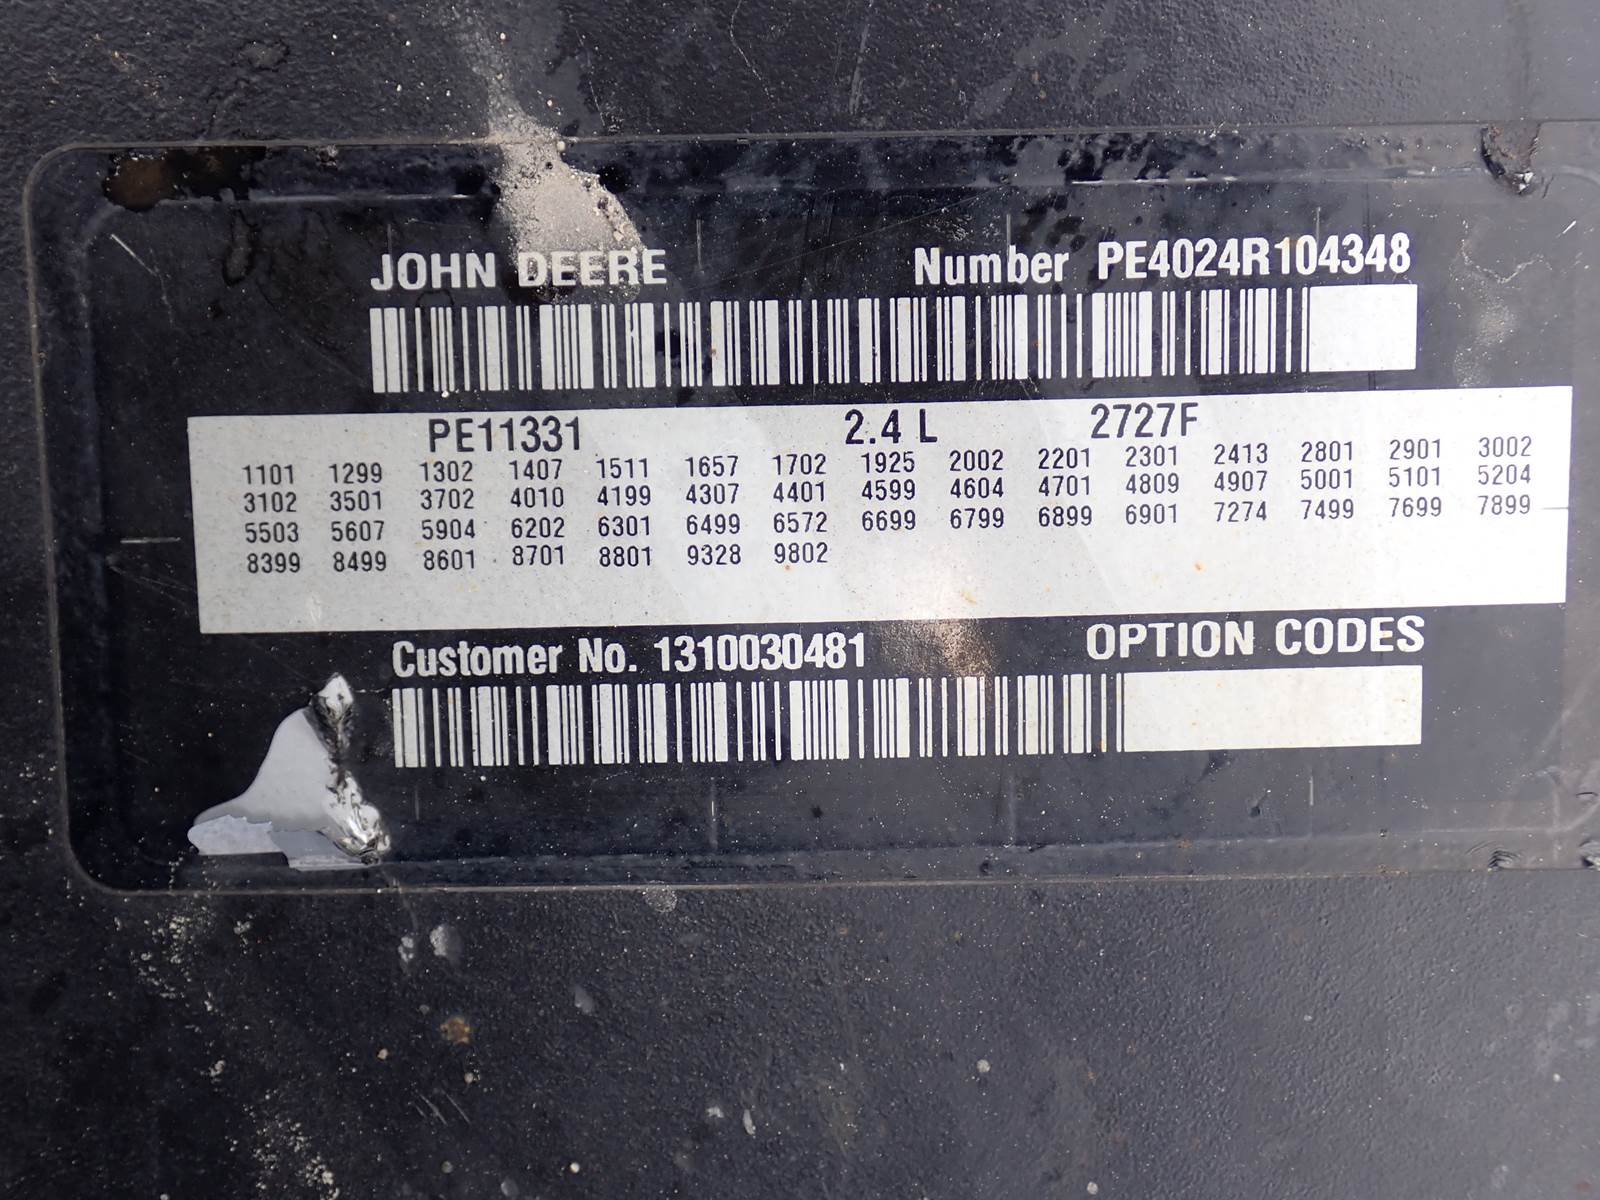 JOHN DEERE Number PE4024R104348
PE11331 2.4 L 2727F
1101 1299 1302 1407 1511 1657 1702 1925 2002 2201 2301 2413 2801 2901 3002
3102 3501 3702 4010 4199 4307 4401 4599 4604 4701 4809 4907 5001 5101 5204
5503 5607 5904 6202 6301 6499 6572 6699 6799 6899 6901 7274 7499 7699 7899
8399 8499 8601 8701 8801 9328 9802
Customer No. 1310030481 OPTION CODES